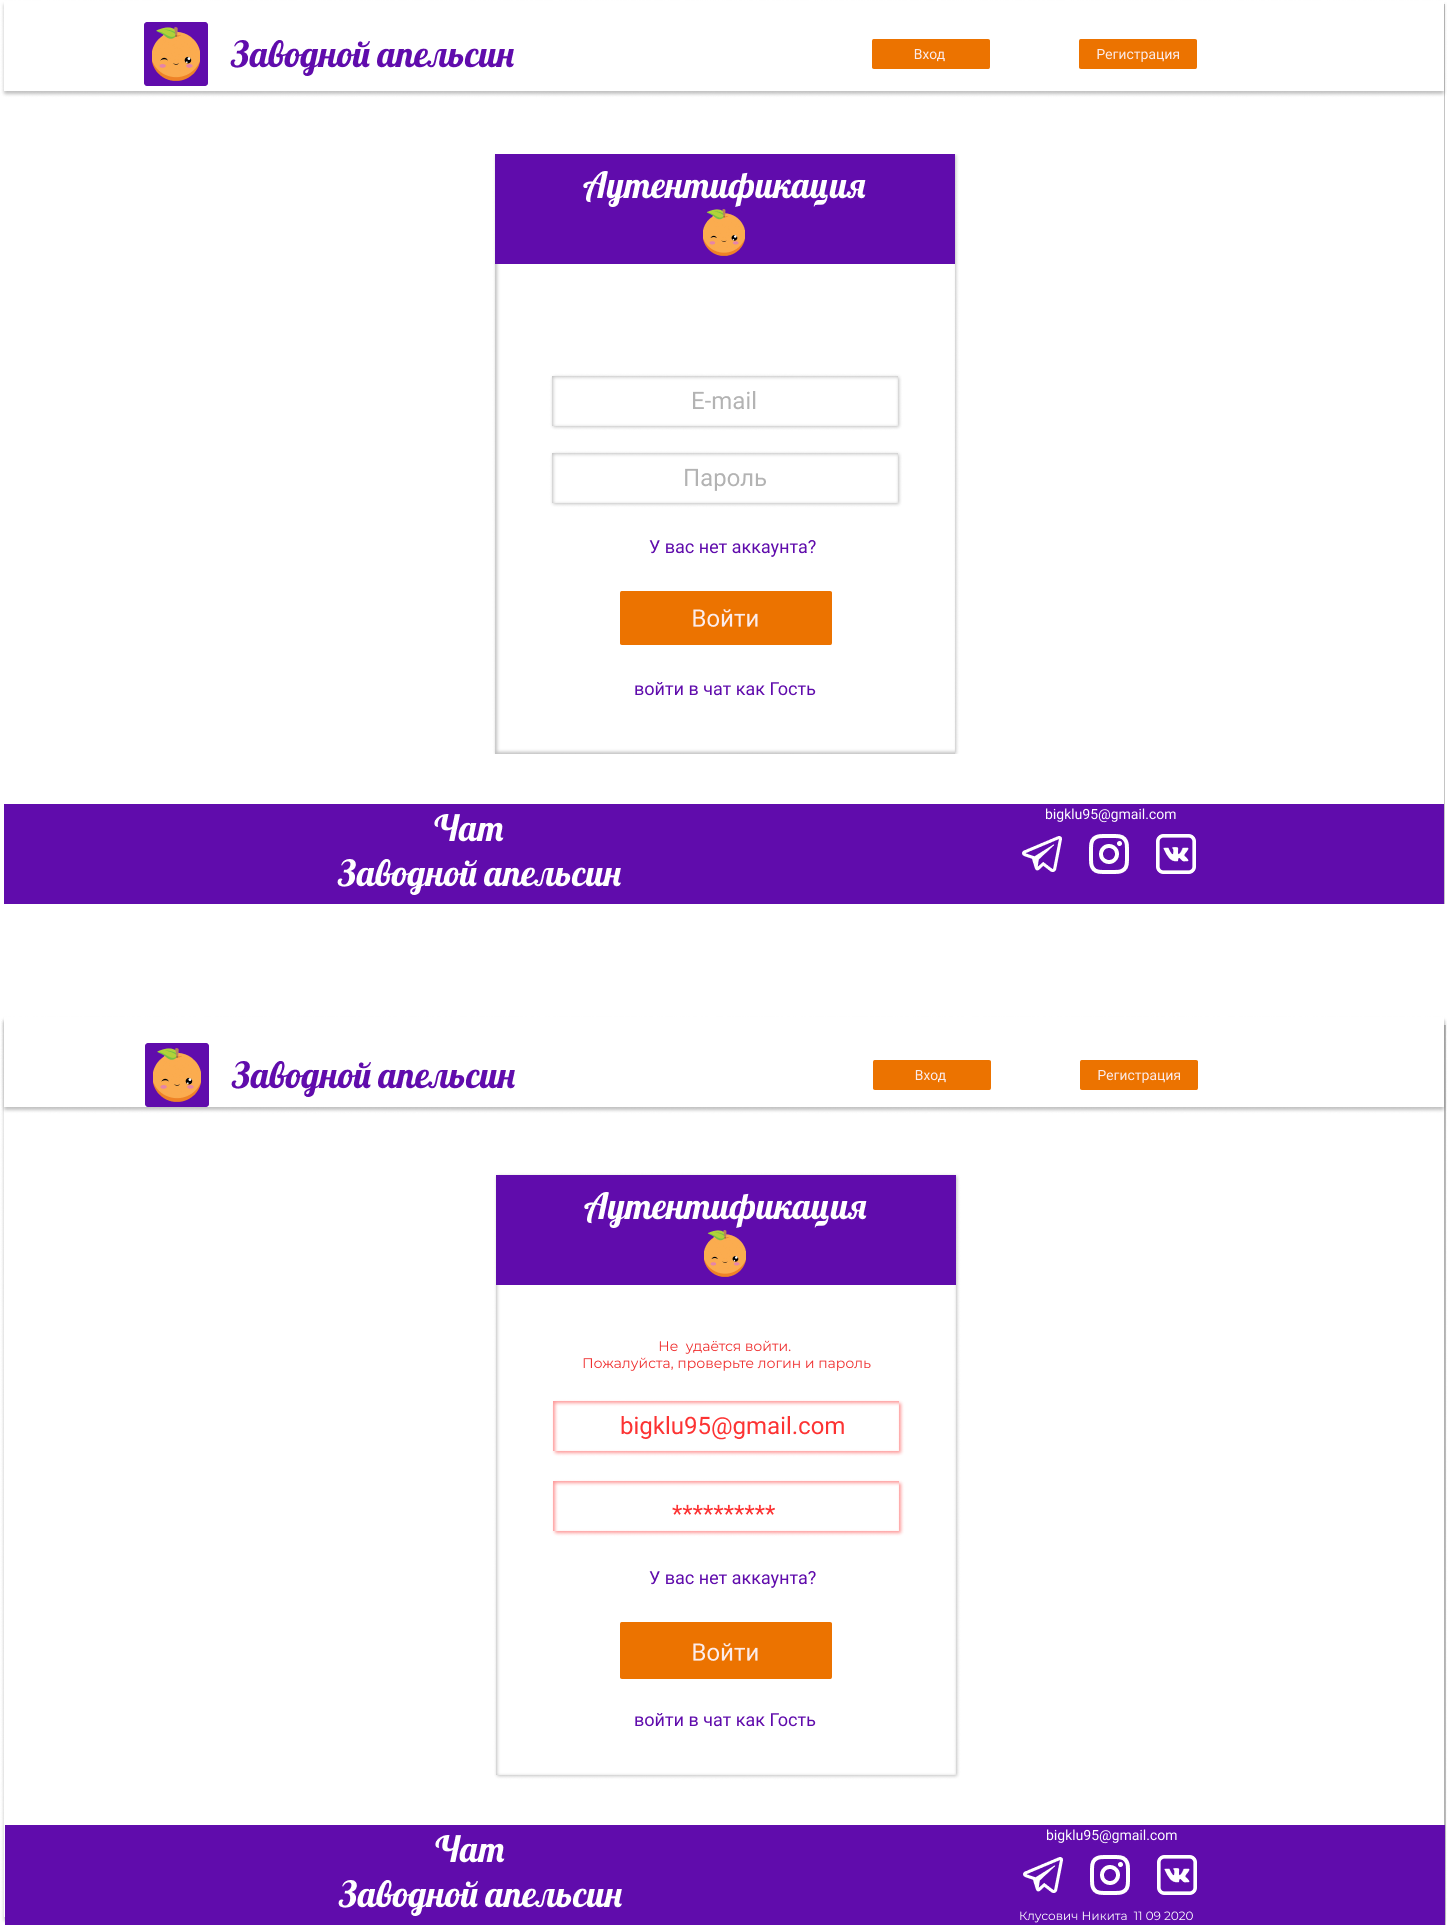 Заводной апельсин
Вход
Регистрация
Аутентификация
E-mail
Пароль
У вас нет аккаунта?
Войти
войти в чат как Гость
Чат
Заводной апельсин
bigklu95@gmail.com
Заводной апельсин
Вход
Регистрация
Аутентификация
Не удаётся войти.
Пожалуйста, проверьте логин и пароль
bigklu95@gmail.com
**********
У вас нет аккаунта?
Войти
войти в чат как Гость
Чат
Заводной апельсин
bigklu95@gmail.com
Клусович Никита 11 09 2020